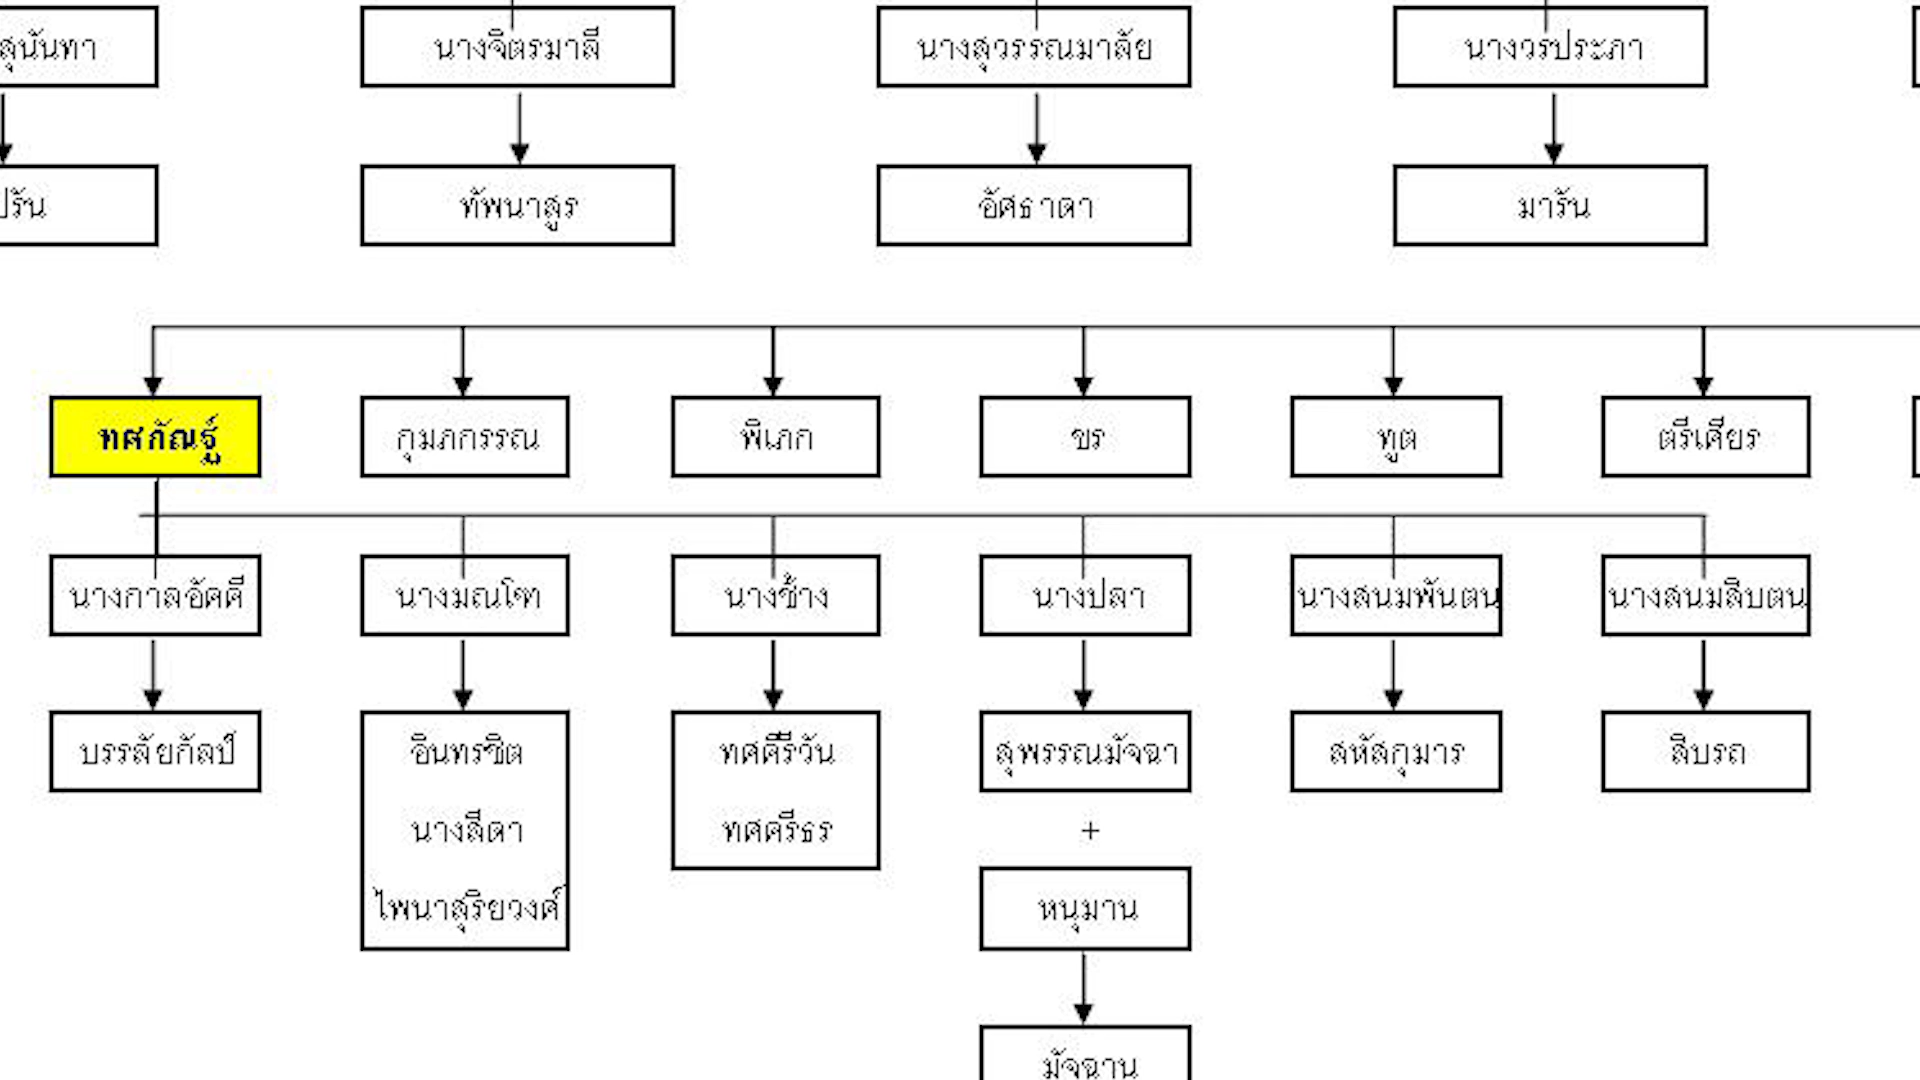 สุนันทา
นางจิตรมาลี
นางสุวรรณมาลัย
นางวรประภา
ปรัน
ทัพนาสูร
อัศธาดา
มารัน
ทศกัณฐ์
กุมภกรรณ
พิเภก
ขร
ทูต
ตรีเศียร
นางกาลอัคคี
นางมณโฑ
นางช้าง
นางปลา
นางสนมพันตน
นางสนมสิบตน
บรรลัยกัลป์
อินทรชิต
ทศคีรีวัน
สุพรรณมัจฉา
สหัสกุมาร
สิบรถ
นางสีดา
ทศครีธร
+
ไพนาสุริยวงศ์
หนุมาน
มัจฉาน